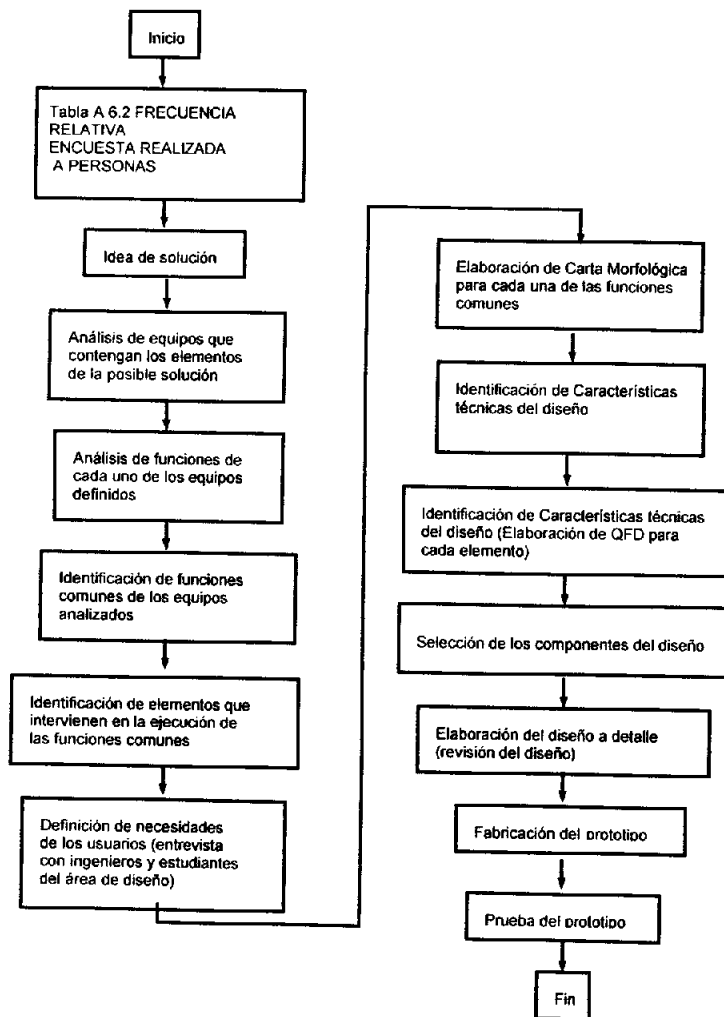 Inicio
Tabla A 6.2 FRECUENCIA
RELATIVA
ENCUESTA REALIZADA
A PERSONAS
Idea de solución
Análisis de equipos que
contengan los elementos
de la posible solución
Análisis de funciones de
cada uno de los equipos
definidos
Identificación de funciones
comunes de los equipos
analizados
Identificación de elementos que
intervienen en la ejecución de
las funciones comunes
Definición de necesidades
de los usuarios (entrevista
con ingenieros y estudiantes
del área de diseño)
Elaboración de Carta Morfológica
para cada una de las funciones
comunes
Identificación de Características
técnicas del diseño
Identificación de Características técnicas
del diseño (Elaboración de QFD para
cada elemento)
Selección de los componentes del diseño
Elaboración del diseño a detalle
(revisión del diseño)
Fabricación del prototipo
Prueba del prototipo
Fin